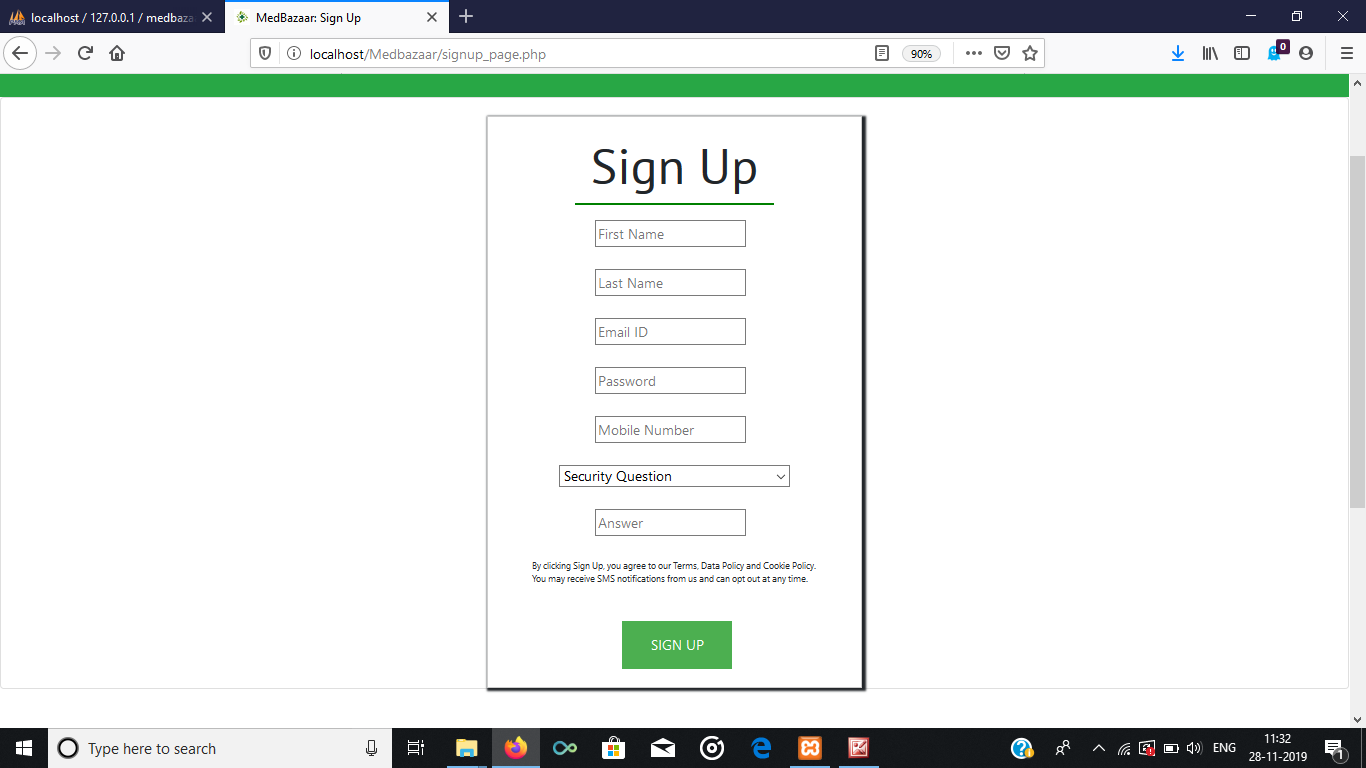 localhost / 127.0.0.1 / medbaza
MedBazaar: Sign Up
localhost/Medbazaar/signup_page.php
90%
0
Sign Up
First Name
Last Name
Email ID
Password
Mobile Number
Security Question
Answer
By clicking Sign Up, you agree to our Terms, Data Policy and Cookie Policy.
You may receive SMS notifications from us and can opt out at any time.
SIGN UP
Type here to search
ENG
11:32
28-11-2019
1